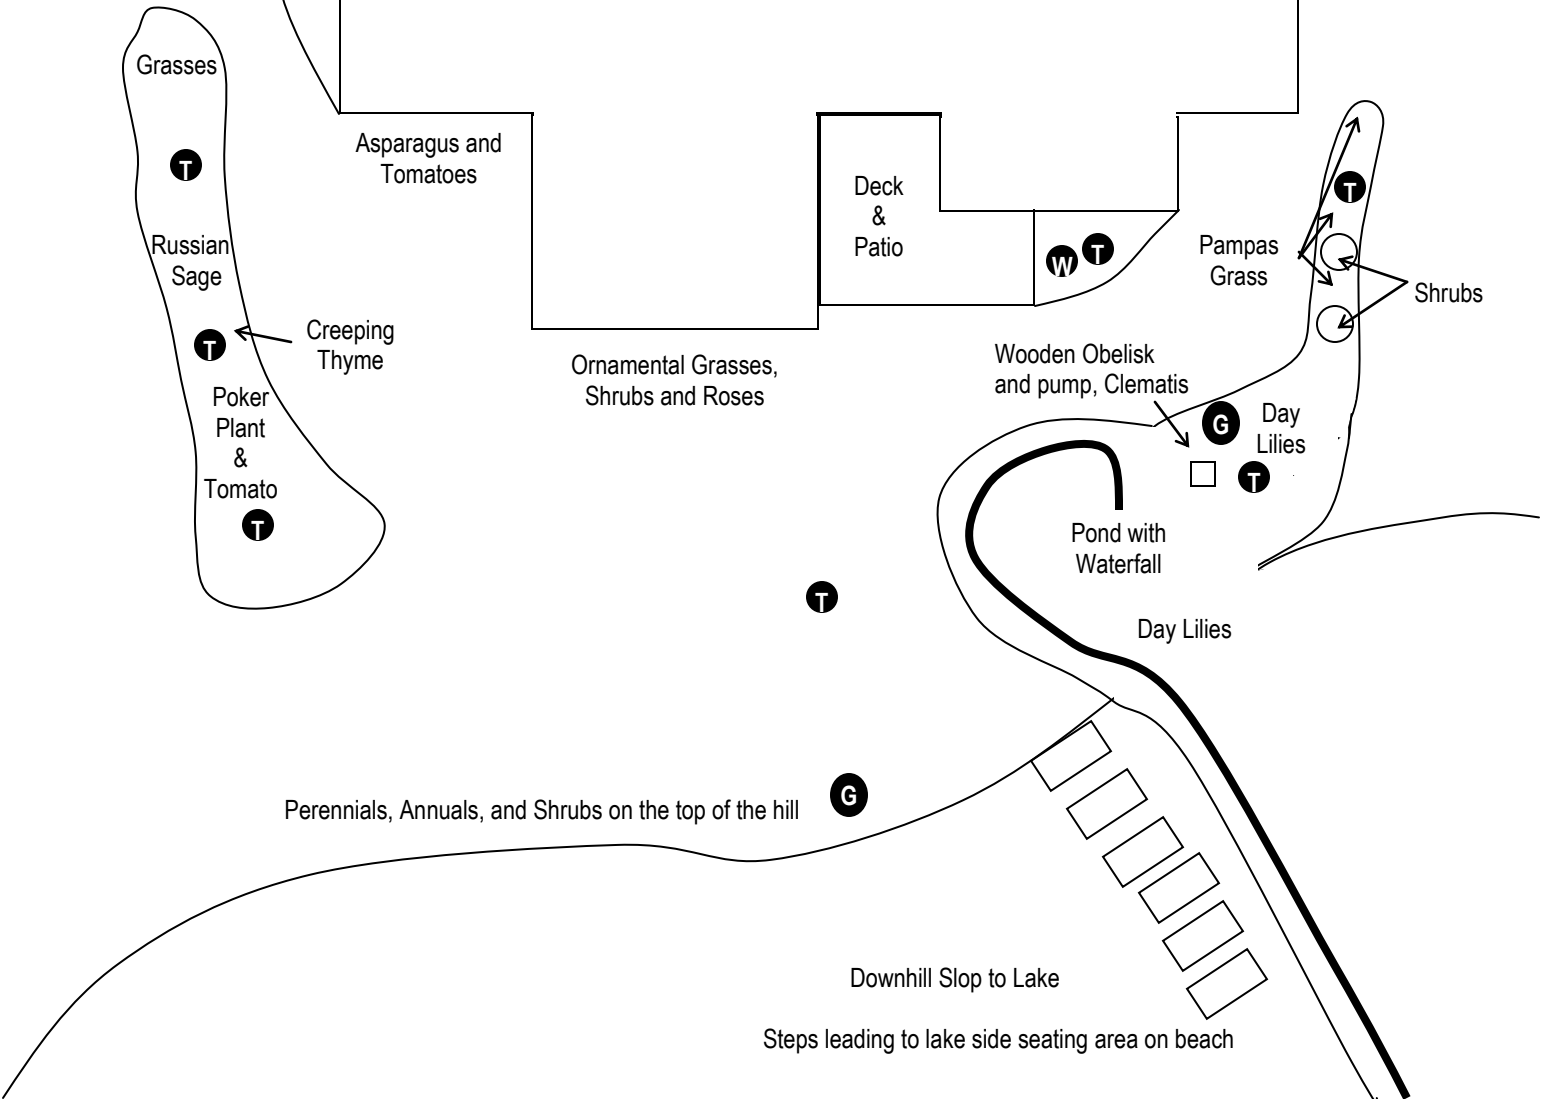 Grasses
T
Russian
Sage
T
Creeping
Thyme
Poker
Plant
&
Tomato
T
Asparagus and
Tomatoes
Ornamental Grasses,
Shrubs and Roses
Deck
&
Patio
W
T
Pampas
Grass
T
Shrubs
Wooden Obelisk
and pump, Clematis
G
Day
Lilies
T
Pond with
Waterfall
Day Lilies
T
G
Perennials, Annuals, and Shrubs on the top of the hill
Downhill Slop to Lake
Steps leading to lake side seating area on beach